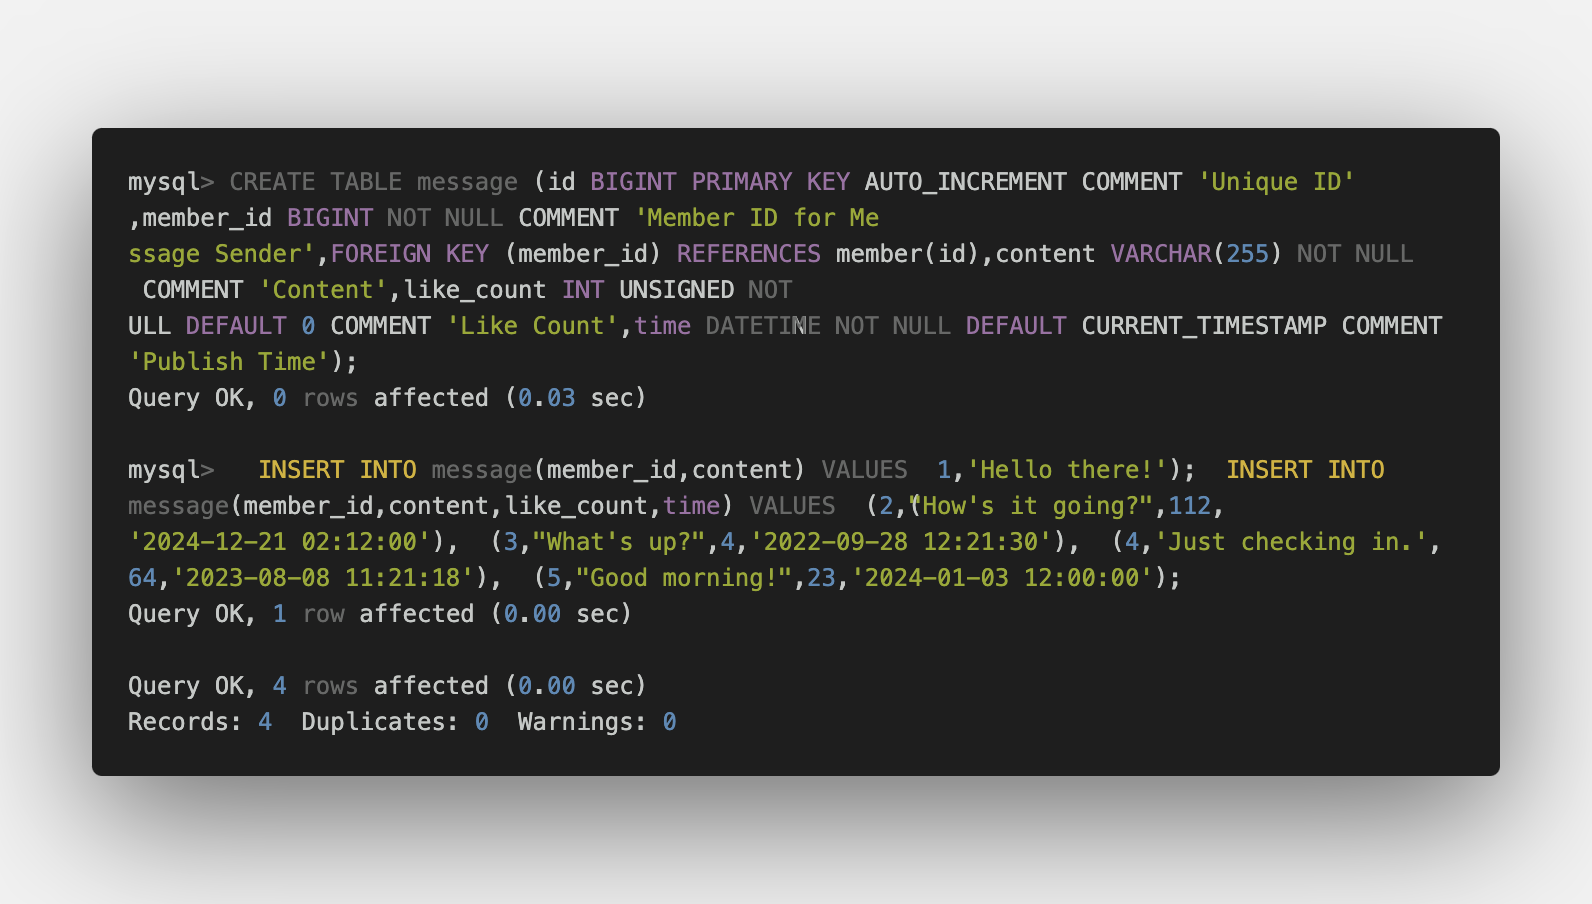 mysql> CREATE TABLE message (id BIGINT PRIMARY KEY AUTO_INCREMENT COMMENT 'Unique ID'
,member_id BIGINT NOT NULL COMMENT 'Member ID for Me
ssage Sender',FOREIGN KEY (member_id) REFERENCES member(id),content VARCHAR(255) NOT NULL
 COMMENT 'Content',like_count INT UNSIGNED NOT
ULL DEFAULT 0 COMMENT 'Like Count',time DATETIME NOT NULL DEFAULT CURRENT_TIMESTAMP COMMENT
'Publish Time');
Query OK, 0 rows affected (0.03 sec)

mysql>   INSERT INTO message(member_id,content) VALUES  1,'Hello there!');  INSERT INTO
message(member_id,content,like_count,time) VALUES  (2,"How's it going?",112,
'2024-12-21 02:12:00'),  (3,"What's up?",4,'2022-09-28 12:21:30'),  (4,'Just checking in.',
64,'2023-08-08 11:21:18'),  (5,"Good morning!",23,'2024-01-03 12:00:00');
Query OK, 1 row affected (0.00 sec)

Query OK, 4 rows affected (0.00 sec)
Records: 4  Duplicates: 0  Warnings: 0